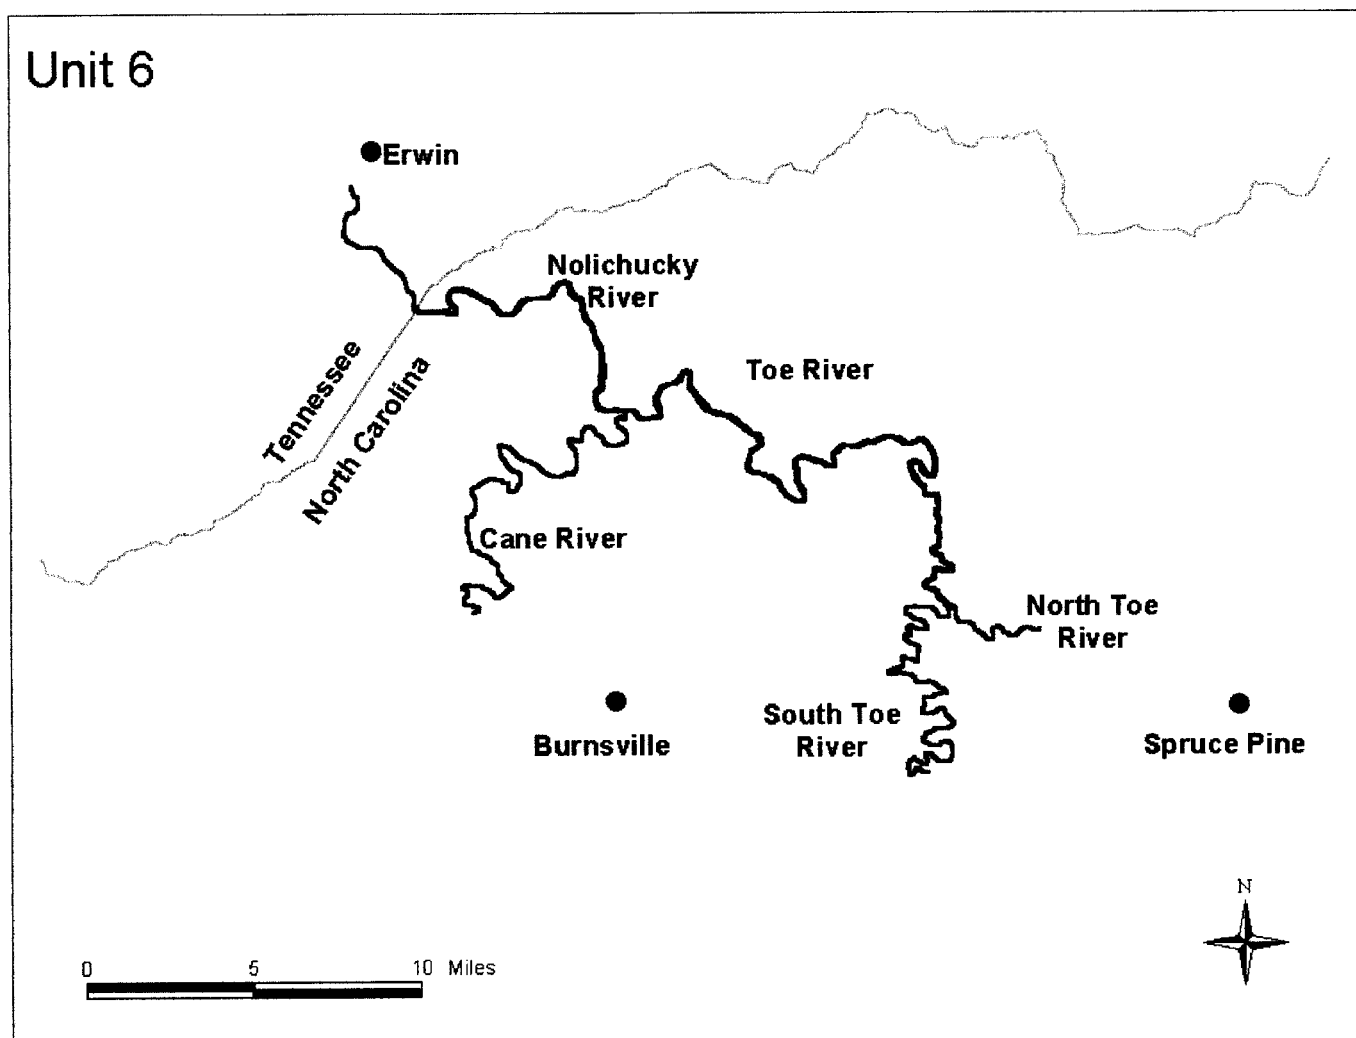 Unit 6
Erwin
Nolichucky
River
Toe River
Tennessee
North Carolina
Cane River
North Toe
River
South Toe
River
Burnsville
Spruce Pine
N
0 5 10 Miles